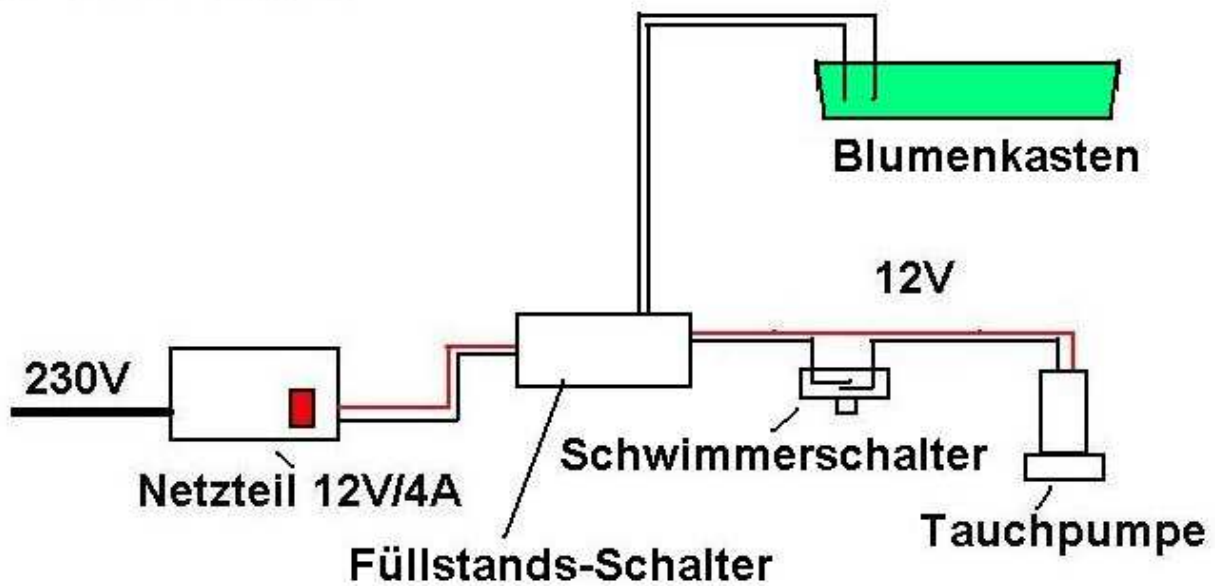 Blumenkasten
12V
230V
Schwimmerschalter
Netzteil 12V/4A
Tauchpumpe
Füllstands-Schalter